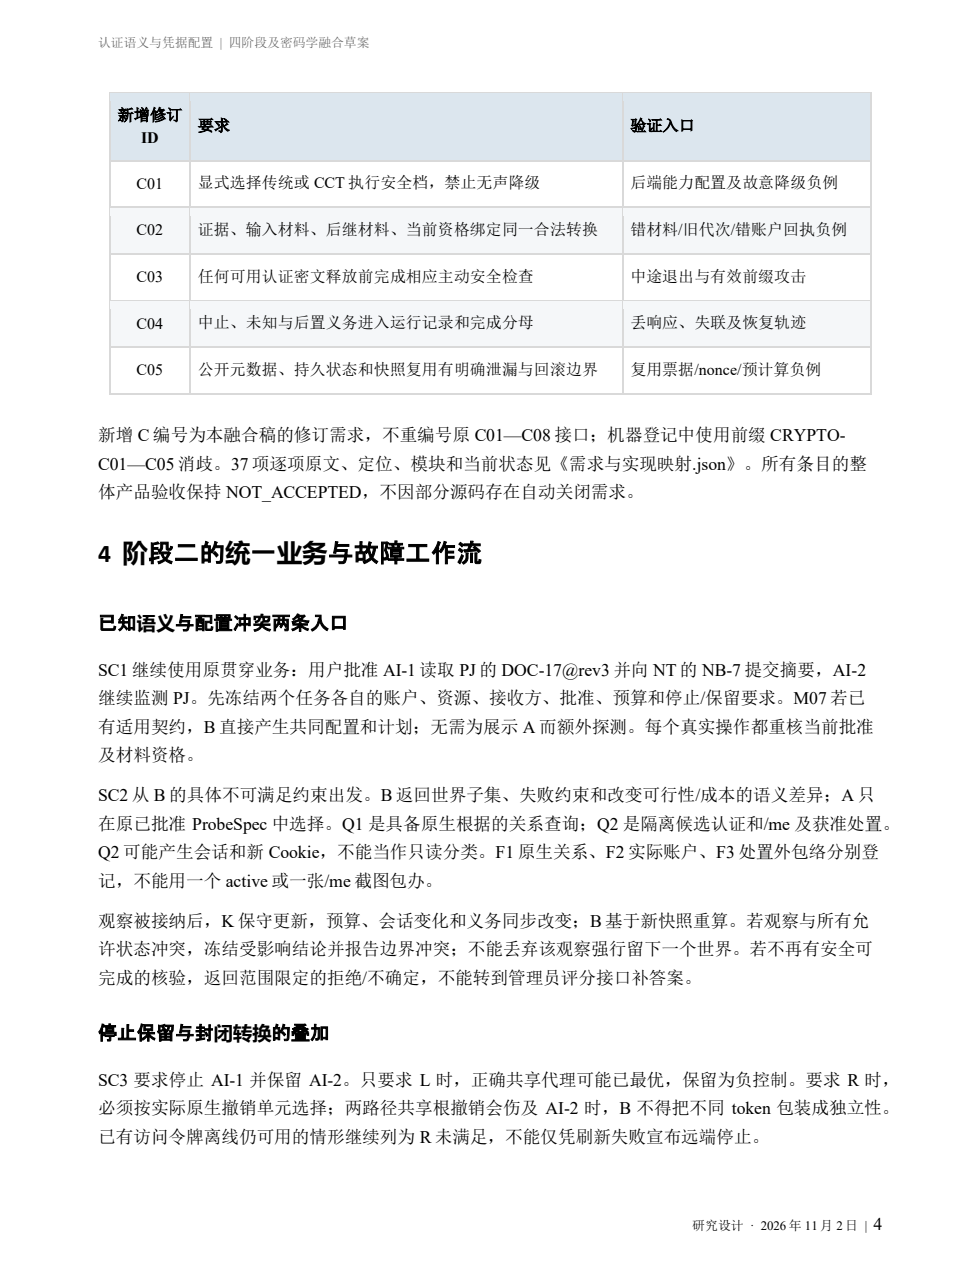 认证语义与凭据配置 | 四阶段及密码学融合草案
新增修订
ID
要求
验证入口
C01
显式选择传统或 CCT 执行安全档，禁止无声降级
后端能力配置及故意降级负例
C02
证据、输入材料、后继材料、当前资格绑定同一合法转换
错材料/旧代次/错账户回执负例
C03
任何可用认证密文释放前完成相应主动安全检查
中途退出与有效前缀攻击
C04
中止、未知与后置义务进入运行记录和完成分母
丢响应、失联及恢复轨迹
C05
公开元数据、持久状态和快照复用有明确泄漏与回滚边界
复用票据/nonce/预计算负例
新增 C 编号为本融合稿的修订需求，不重编号原 C01—C08 接口；机器登记中使用前缀 CRYPTO-
C01—C05 消歧。37 项逐项原文、定位、模块和当前状态见《需求与实现映射.json》。所有条目的整
体产品验收保持 NOT_ACCEPTED，不因部分源码存在自动关闭需求。
4 阶段二的统一业务与故障工作流
已知语义与配置冲突两条入口
SC1 继续使用原贯穿业务：用户批准 AI-1 读取 PJ 的 DOC-17@rev3 并向 NT 的 NB-7 提交摘要，AI-2
继续监测 PJ。先冻结两个任务各自的账户、资源、接收方、批准、预算和停止/保留要求。M07 若已
有适用契约，B 直接产生共同配置和计划；无需为展示 A 而额外探测。每个真实操作都重核当前批准
及材料资格。
SC2 从 B 的具体不可满足约束出发。B 返回世界子集、失败约束和改变可行性/成本的语义差异；A 只
在原已批准 ProbeSpec 中选择。Q1 是具备原生根据的关系查询；Q2 是隔离候选认证和/me 及获准处置。
Q2 可能产生会话和新 Cookie，不能当作只读分类。F1 原生关系、F2 实际账户、F3 处置外包络分别登
记，不能用一个 active 或一张/me 截图包办。
观察被接纳后，K 保守更新，预算、会话变化和义务同步改变；B 基于新快照重算。若观察与所有允
许状态冲突，冻结受影响结论并报告边界冲突；不能丢弃该观察强行留下一个世界。若不再有安全可
完成的核验，返回范围限定的拒绝/不确定，不能转到管理员评分接口补答案。
停止保留与封闭转换的叠加
SC3 要求停止 AI-1 并保留 AI-2。只要求 L 时，正确共享代理可能已最优，保留为负控制。要求 R 时，
必须按实际原生撤销单元选择；两路径共享根撤销会伤及 AI-2 时，B 不得把不同 token 包装成独立性。
已有访问令牌离线仍可用的情形继续列为 R 未满足，不能仅凭刷新失败宣布远端停止。
研究设计 · 2026 年 11 月 2 日 | 4